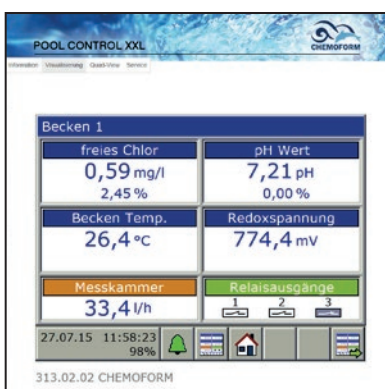 POOL CONTROL XXL
CHEMOFORM
Information Visualisierung Quad-View Service
Becken 1
freies Chlor pH Wert
0,59 mg/l 7,21 pH
2,45 % 0,00 %
Becken Temp. Redoxspannung
26,4 °C 774,4 mV
Messkammer Relaisausgänge
33,4 l/h 1 2 3
27.07.15 11:58:23
98%
313.02.02 CHEMOFORM